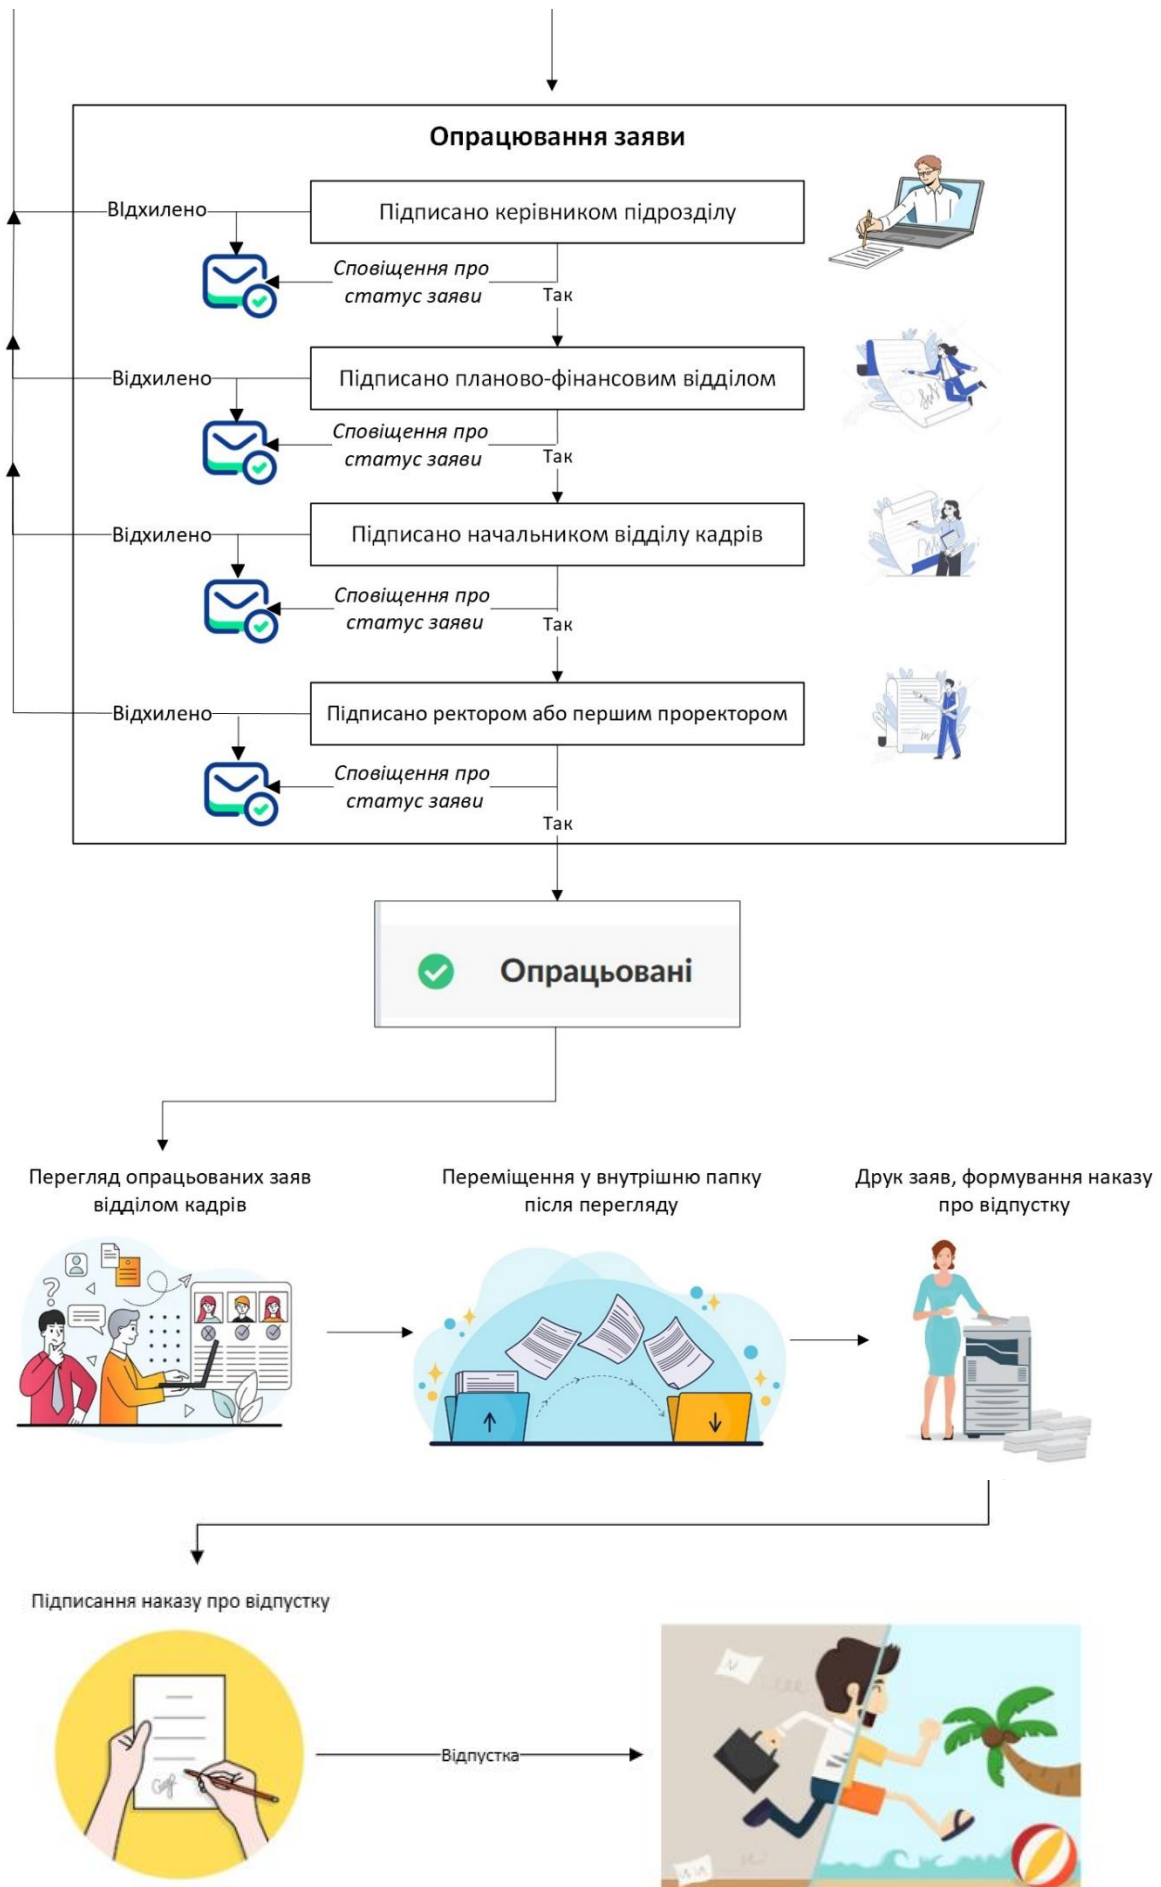 Опрацювання заяви
ВІдхилено
Підписано керівником підрозділу
Сповіщення про
статус заяви
Так
Відхилено
Підписано планово-фінансовим відділом
Сповіщення про
статус заяви
Так
Відхилено
Підписано начальником відділу кадрів
Сповіщення про
статус заяви
Так
Відхилено
Підписано ректором або першим проректором
Сповіщення про
статус заяви
Так
Опрацьовані
Перегляд опрацьованих заяв
відділом кадрів
Переміщення у внутрішню папку
після перегляду
Друк заяв, формування наказу
про відпустку
Підписання наказу про відпустку
Відпустка